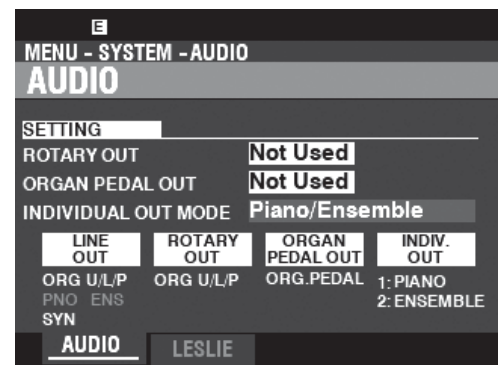 E
MENU - SYSTEM - AUDIO
AUDIO
SETTING
ROTARY OUT Not Used
ORGAN PEDAL OUT Not Used
INDIVIDUAL OUT MODE Piano/Ensemble
LINE OUT ROTARY OUT ORGAN PEDAL OUT INDIV. OUT
ORG U/L/P ORG U/L/P ORG.PEDAL 1: PIANO
PNO ENS 2: ENSEMBLE
SYN
AUDIO LESLIE